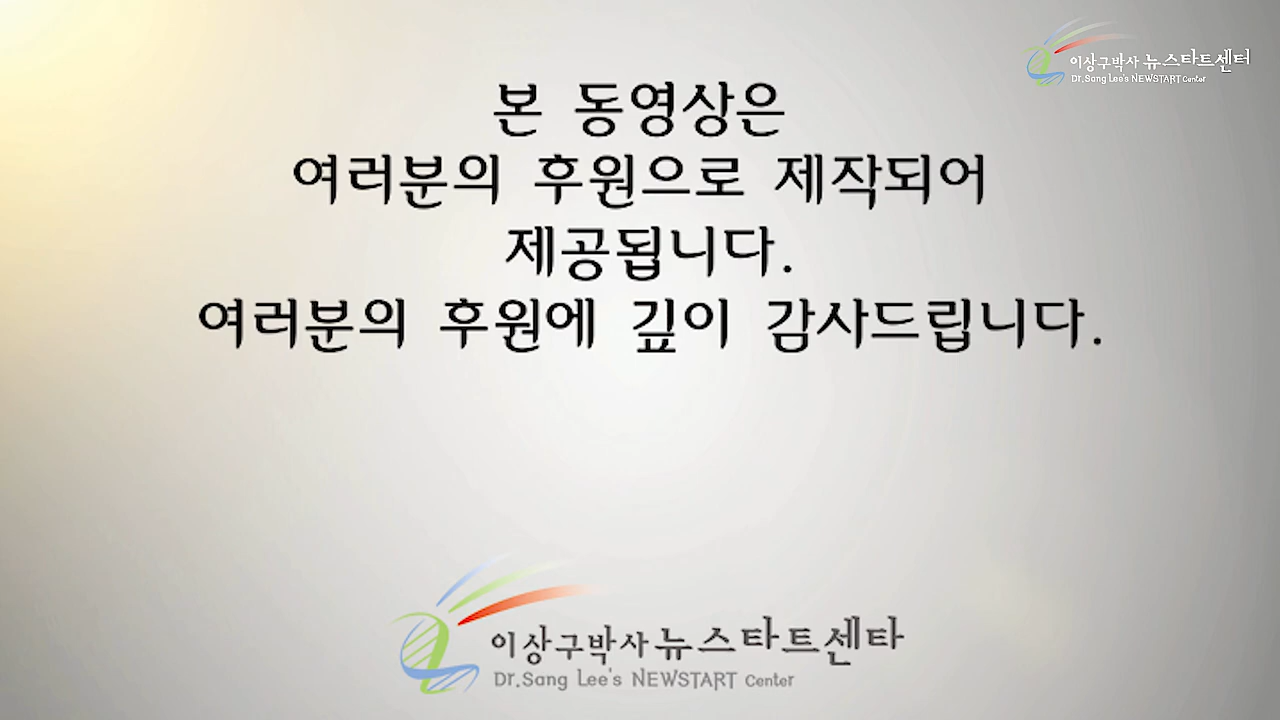 이상구박사 뉴스타트센터
Dr.Sang Lee's NEWSTART Center
본 동영상은
여러분의 후원으로 제작되어
제공됩니다.
여러분의 후원에 깊이 감사드립니다.
이상구박사 뉴스타트센타
Dr.Sang Lee's NEWSTART Center